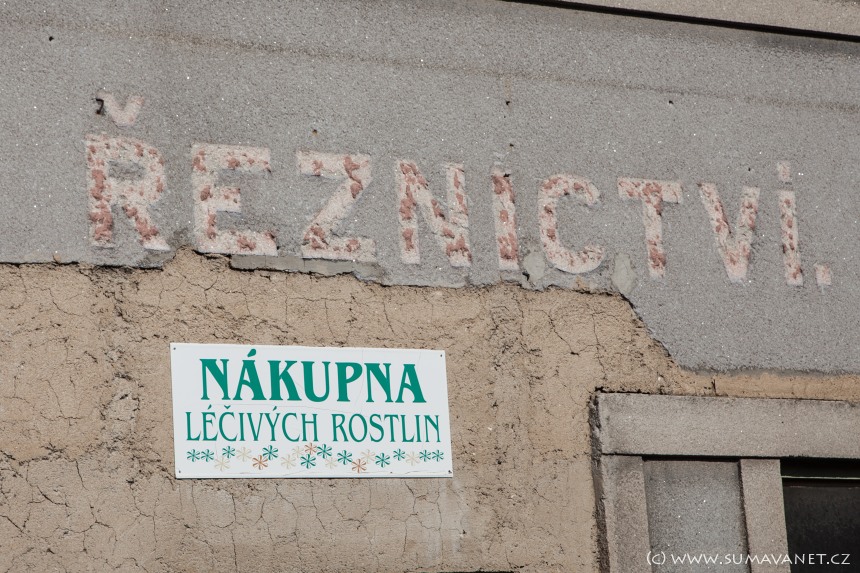 ŘEZNICTVÍ.
NÁKUPNA
LÉČIVÝCH ROSTLIN
(C) WWW.SUMAVANET.CZ